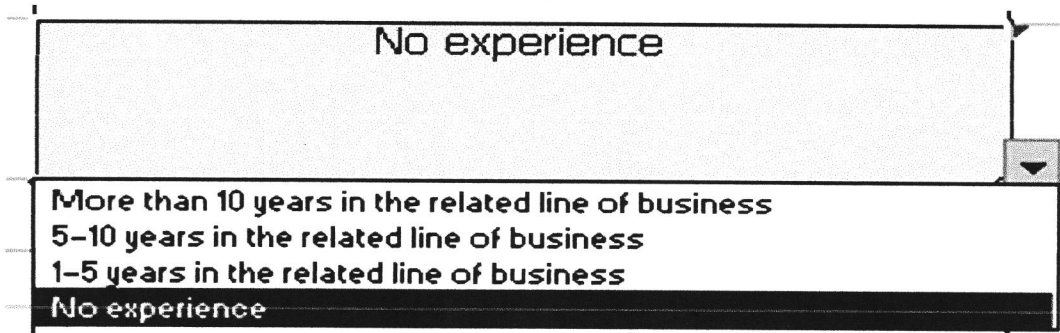 No experience
More than 10 years in the related line of business
5–10 years in the related line of business
1–5 years in the related line of business
No experience